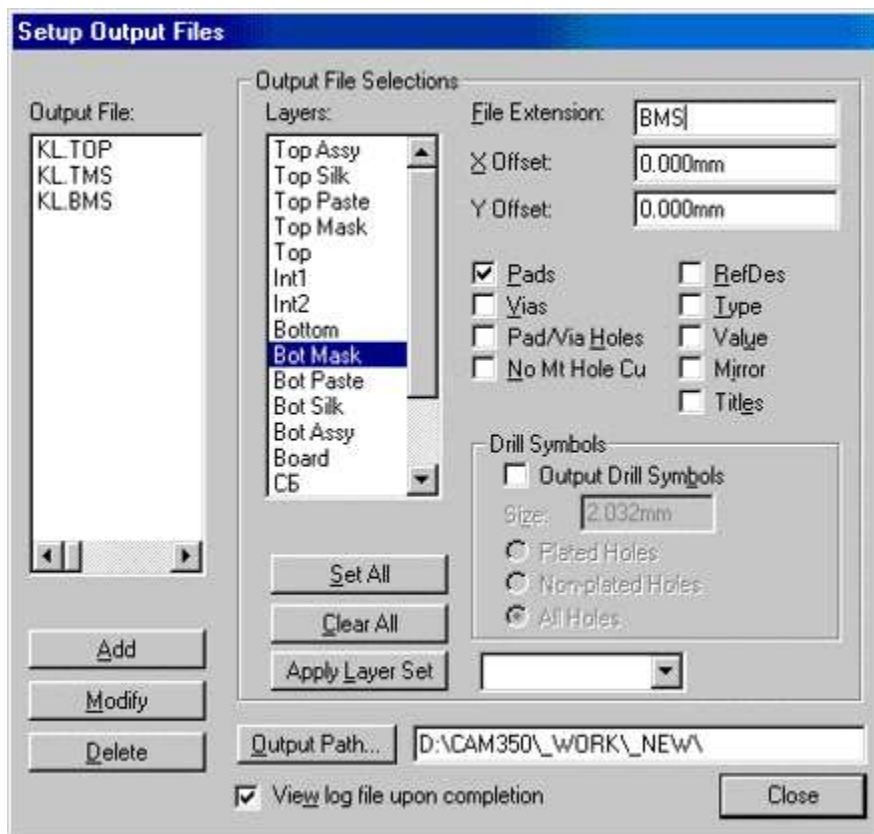 Setup Output Files
Output File:
KL.TOP
KL.TMS
KL.BMS
Add
Modify
Delete
Output File Selections
Layers:
Top Assy
Top Silk
Top Paste
Top Mask
Top
Int1
Int2
Bottom
Bot Mask
Bot Paste
Bot Silk
Bot Assy
Board
СБ
Set All
Clear All
Apply Layer Set
File Extension: BMS
X Offset: 0.000mm
Y Offset: 0.000mm
Pads
Vias
Pad/Via Holes
No Mt Hole Cu
RefDes
Type
Value
Mirror
Titles
Drill Symbols
Output Drill Symbols
Size: 2.032mm
Plated Holes
Non-plated Holes
All Holes
Output Path... D:\CAM350\_WORK\_NEW\
View log file upon completion
Close